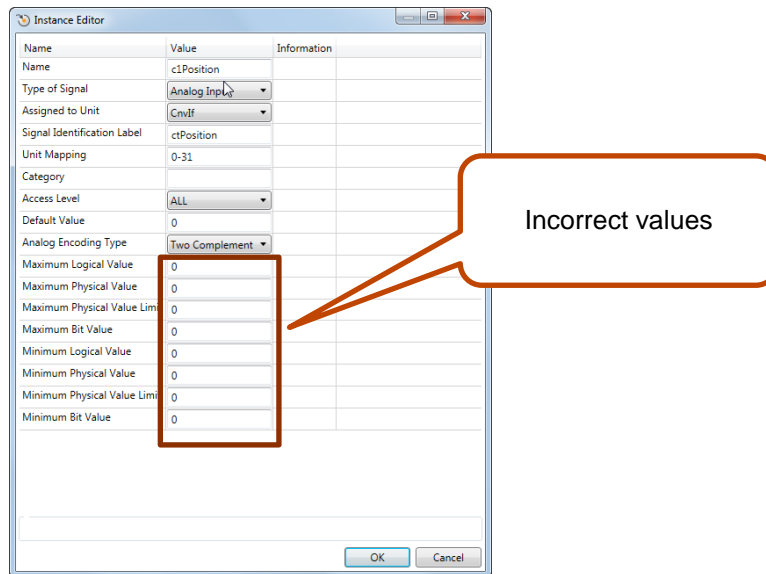 Instance Editor
Name Value Information
Name c1Position
Type of Signal Analog Input
Assigned to Unit CnvIf
Signal Identification Label ctPosition
Unit Mapping 0-31
Category
Access Level ALL
Default Value 0
Analog Encoding Type Two Complement
Maximum Logical Value 0
Maximum Physical Value 0
Maximum Physical Value Limi 0
Maximum Bit Value 0
Minimum Logical Value 0
Minimum Physical Value 0
Minimum Physical Value Limi 0
Minimum Bit Value 0
Incorrect values
OK Cancel